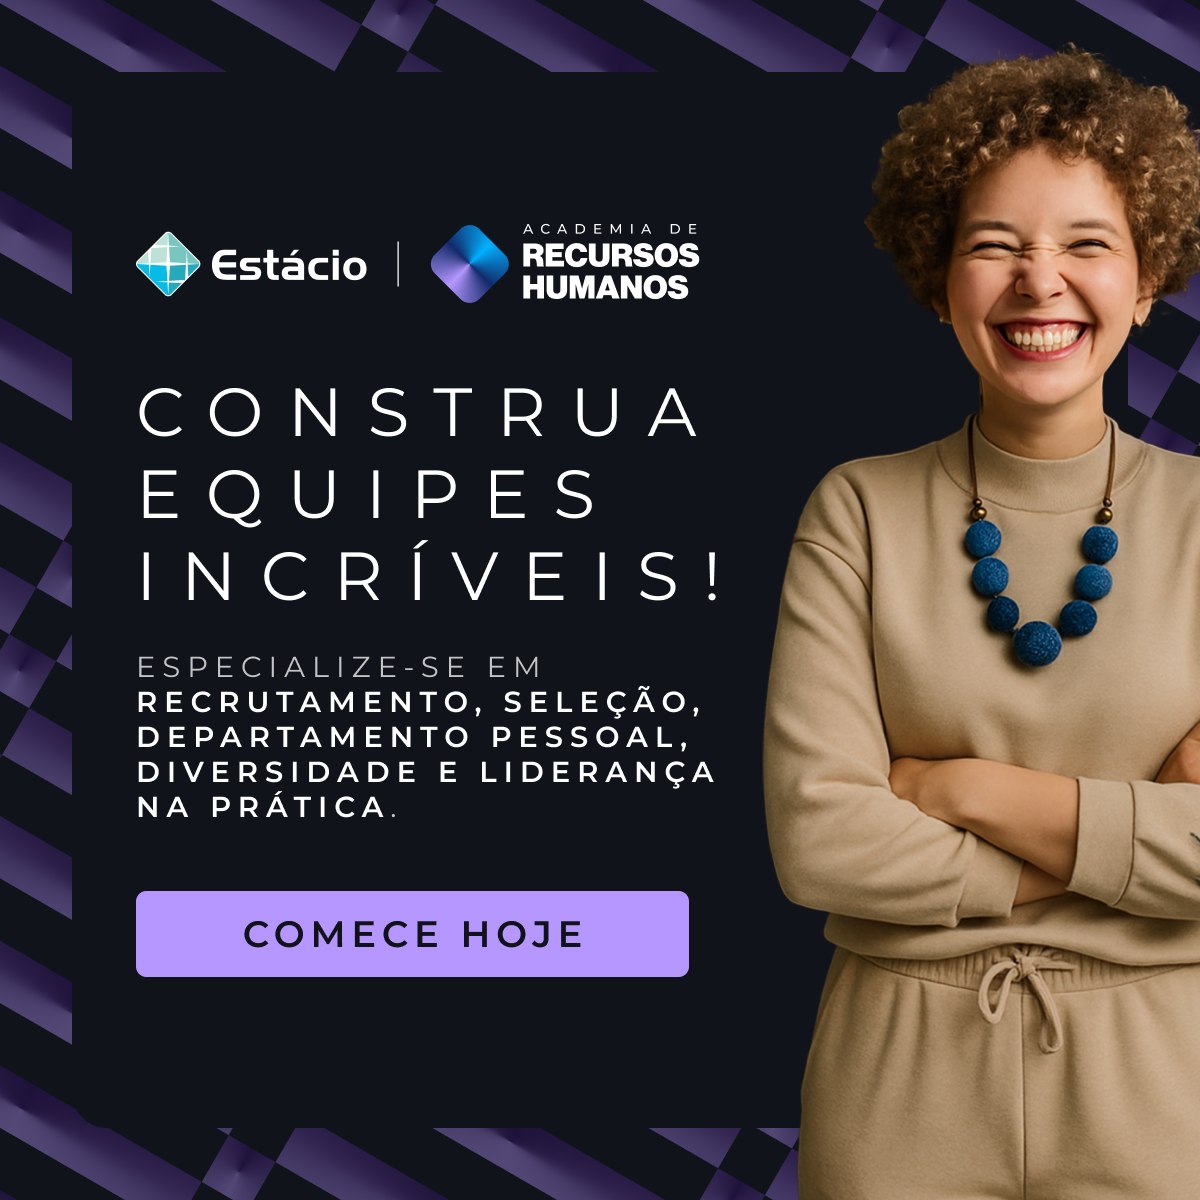 Estácio
ACADEMIA DE
RECURSOS
HUMANOS
CONSTRUA
EQUIPES
INCRÍVEIS!
ESPECIALIZE-SE EM
RECRUTAMENTO, SELEÇÃO,
DEPARTAMENTO PESSOAL,
DIVERSIDADE E LIDERANÇA
NA PRÁTICA.
COMECE HOJE